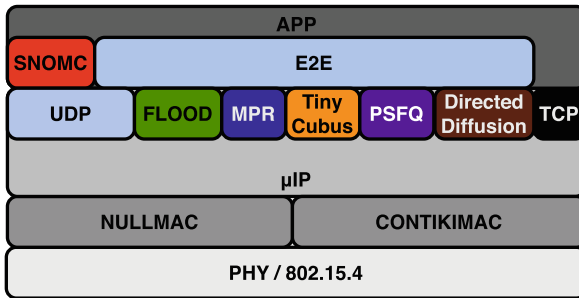 APP
SNOMC
E2E
UDP
FLOOD
MPR
Tiny
Cubus
PSFQ
Directed
Diffusion
TCP
µIP
NULLMAC
CONTIKIMAC
PHY / 802.15.4